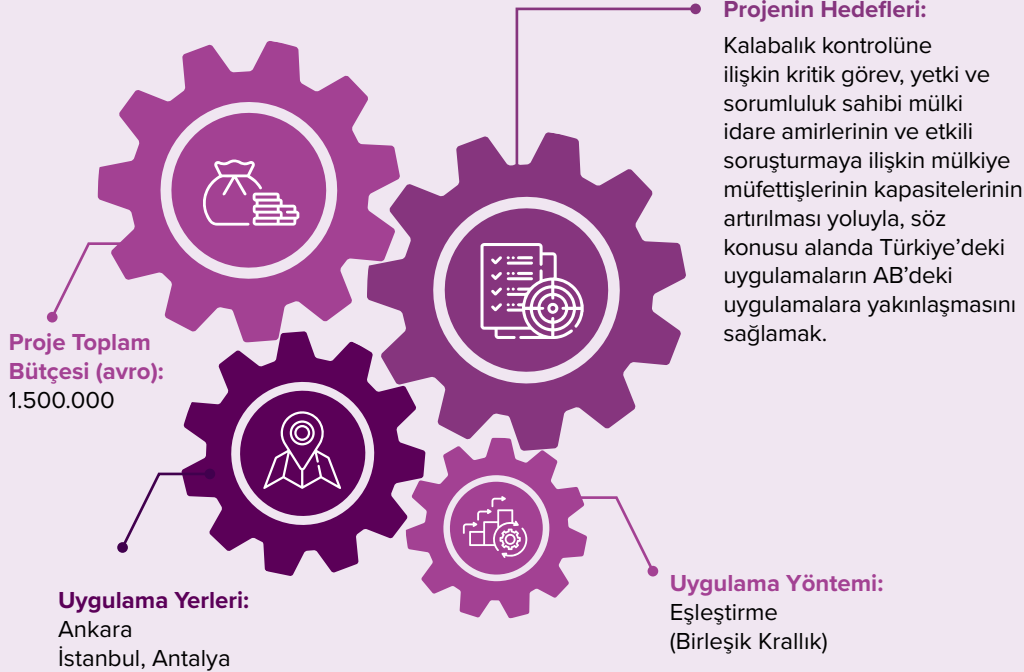 Projenin Hedefleri:
Kalabalık kontrolüne
ilişkin kritik görev, yetki ve
sorumluluk sahibi mülki
idare amirlerinin ve etkili
soruşturmaya ilişkin mülkiye
müfettişlerinin kapasitelerinin
artırılması yoluyla, söz
konusu alanda Türkiye’deki
uygulamaların AB’deki
uygulamalara yakınlaşmasını
sağlamak.
Proje Toplam
Bütçesi (avro):
1.500.000
Uygulama Yerleri:
Ankara
İstanbul, Antalya
Uygulama Yöntemi:
Eşleştirme
(Birleşik Krallık)